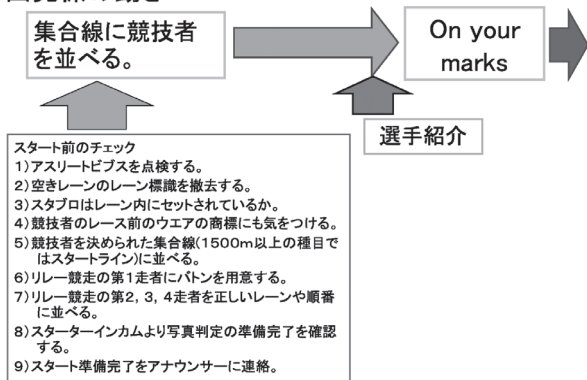 集合線に競技者
を並べる。
On your
marks
選手紹介
スタート前のチェック
1)アスリートビブスを点検する。
2)空きレーンのレーン標識を撤去する。
3)スタブロはレーン内にセットされているか。
4)競技者のレース前のウエアの商標にも気をつける。
5)競技者を決められた集合線(1500m以上の種目で
はスタートライン)に並べる。
6)リレー競走の第1走者にバトンを用意する。
7)リレー競走の第2, 3, 4走者を正しいレーンや順番
に並べる。
8)スターターインカムより写真判定の準備完了を確認
する。
9)スタート準備完了をアナウンサーに連絡。